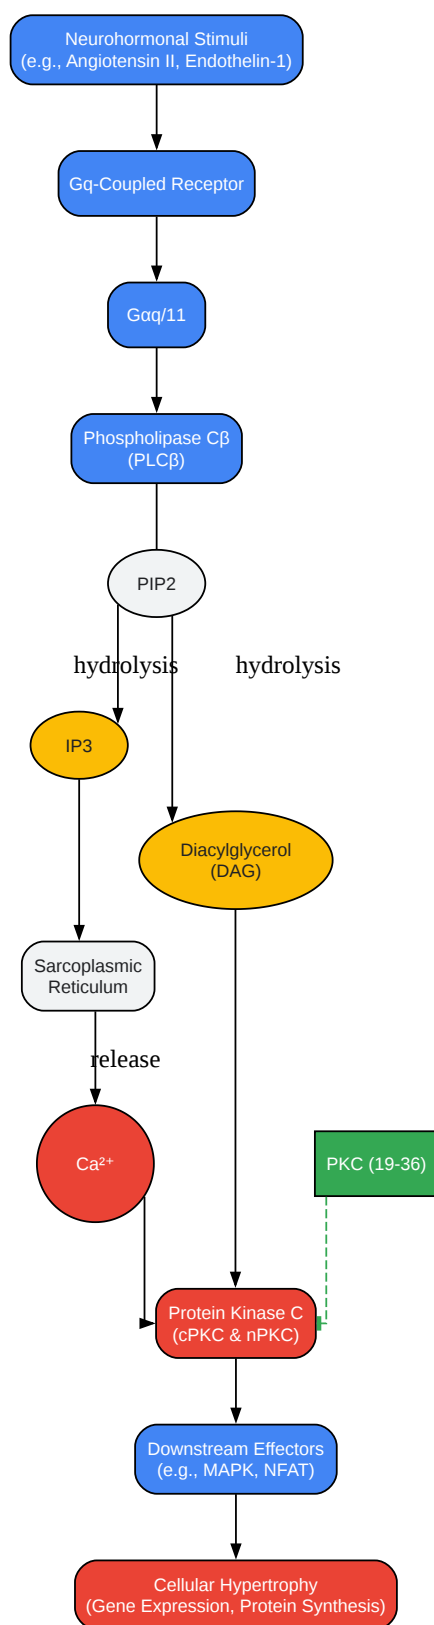 Neurohormonal Stimuli
(e.g., Angiotensin II, Endothelin-1)
Gq-Coupled Receptor
Gαq/11
Phospholipase Cβ
(PLCβ)
PIP2
hydrolysis
hydrolysis
IP3
Diacylglycerol
(DAG)
Sarcoplasmic
Reticulum
release
Ca²⁺
PKC (19-36)
Protein Kinase C
(cPKC & nPKC)
Downstream Effectors
(e.g., MAPK, NFAT)
Cellular Hypertrophy
(Gene Expression, Protein Synthesis)